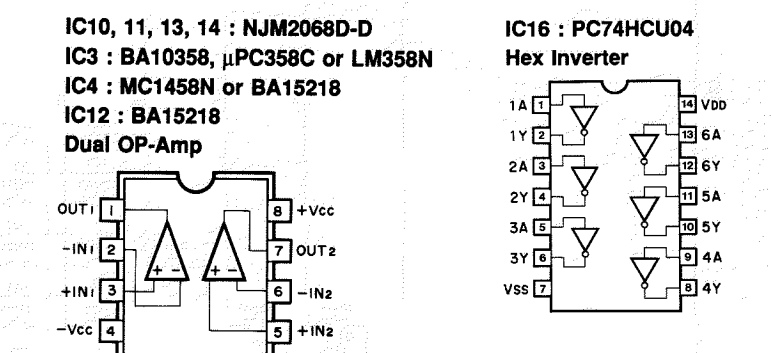 IC10, 11, 13, 14 : NJM2068D-D
IC3 : BA10358, μPC358C or LM358N
IC4 : MC1458N or BA15218
IC12 : BA15218
Dual OP-Amp
OUT1 1
8 +Vcc
-IN1 2
7 OUT2
+ -
+ -
+IN1 3
6 -IN2
-Vcc 4
5 +IN2
IC16 : PC74HCU04
Hex Inverter
1A 1
14 VDD
1Y 2
13 6A
2A 3
12 6Y
2Y 4
11 5A
3A 5
10 5Y
3Y 6
9 4A
VSS 7
8 4Y